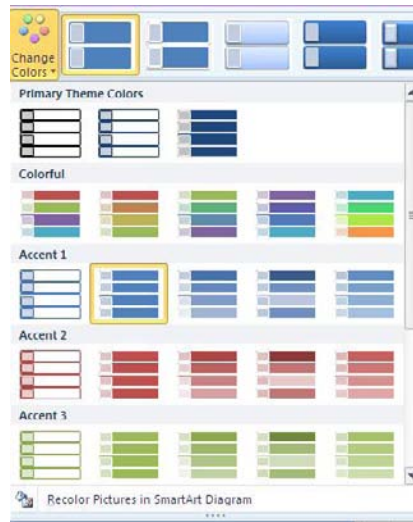 Change
Colors
Primary Theme Colors
Colorful
Accent 1
Accent 2
Accent 3
Recolor Pictures in SmartArt Diagram